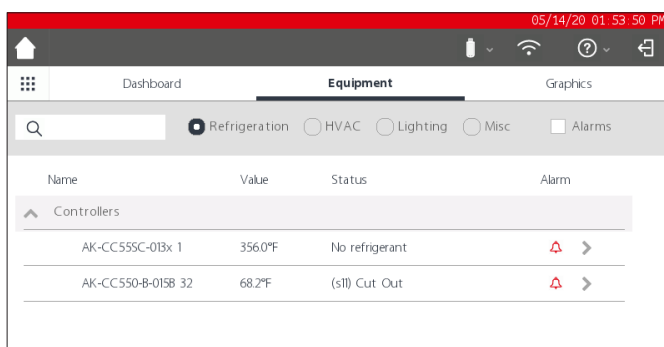 05/14/20 01:53:50 PM
Dashboard Equipment Graphics
Refrigeration HVAC Lighting Misc Alarms
Name Value Status Alarm
Controllers
AK-CC55SC-013x 1 356.0°F No refrigerant
AK-CC550-B-015B 32 68.2°F (s11) Cut Out